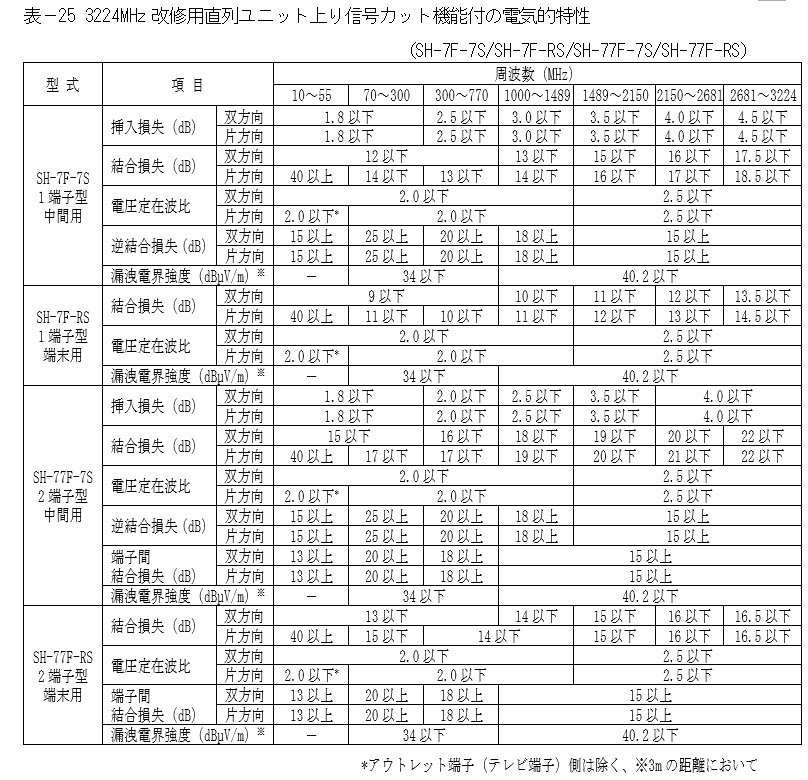 表－25 3224MHz 改修用直列ユニット上り信号カット機能付の電気的特性
(SH-7F-7S/SH-7F-RS/SH-77F-7S/SH-77F-RS)
型 式 項 目 周波数 (MHz)
10～55 70～300 300～770 1000～1489 1489～2150 2150～2681 2681～3224
SH-7F-7S 1 端子型 中間用
挿入損失 (dB) 双方向 1.8 以下 2.5 以下 3.0 以下 3.5 以下 4.0 以下 4.5 以下
片方向 1.8 以下 2.5 以下 3.0 以下 3.5 以下 4.0 以下 4.5 以下
結合損失 (dB) 双方向 12 以下 13 以下 15 以下 16 以下 17.5 以下
片方向 40 以上 14 以下 13 以下 14 以下 16 以下 17 以下 18.5 以下
電圧定在波比 双方向 2.0 以下 2.5 以下
片方向 2.0 以下* 2.0 以下 2.5 以下
逆結合損失 (dB) 双方向 15 以上 25 以上 20 以上 18 以上 15 以上
片方向 15 以上 25 以上 20 以上 18 以上 15 以上
漏洩電界強度 (dBμV/m) ※ － 34 以下 40.2 以下
SH-7F-RS 1 端子型 端末用
結合損失 (dB) 双方向 9 以下 10 以下 11 以下 12 以下 13.5 以下
片方向 40 以上 11 以下 10 以下 11 以下 12 以下 13 以下 14.5 以下
電圧定在波比 双方向 2.0 以下 2.5 以下
片方向 2.0 以下* 2.0 以下 2.5 以下
漏洩電界強度 (dBμV/m) ※ － 34 以下 40.2 以下
SH-77F-7S 2 端子型 中間用
挿入損失 (dB) 双方向 1.8 以下 2.0 以下 2.5 以下 3.5 以下 4.0 以下
片方向 1.8 以下 2.0 以下 2.5 以下 3.5 以下 4.0 以下
結合損失 (dB) 双方向 15 以下 16 以下 18 以下 19 以下 20 以下 22 以下
片方向 40 以上 17 以下 17 以下 19 以下 20 以下 21 以下 22 以下
電圧定在波比 双方向 2.0 以下 2.5 以下
片方向 2.0 以下* 2.0 以下 2.5 以下
逆結合損失 (dB) 双方向 15 以上 25 以上 20 以上 18 以上 15 以上
片方向 15 以上 25 以上 20 以上 18 以上 15 以上
端子間 結合損失 (dB) 双方向 13 以上 20 以上 18 以上 15 以上
片方向 13 以上 20 以上 18 以上 15 以上
漏洩電界強度 (dBμV/m) ※ － 34 以下 40.2 以下
SH-77F-RS 2 端子型 端末用
結合損失 (dB) 双方向 13 以下 14 以下 15 以下 16 以下 16.5 以下
片方向 40 以上 15 以下 14 以下 15 以下 16 以下 16.5 以下
電圧定在波比 双方向 2.0 以下 2.5 以下
片方向 2.0 以下* 2.0 以下 2.5 以下
端子間 結合損失 (dB) 双方向 13 以上 20 以上 18 以上 15 以上
片方向 13 以上 20 以上 18 以上 15 以上
漏洩電界強度 (dBμV/m) ※ － 34 以下 40.2 以下
*アウトレット端子 (テレビ端子) 側は除く、※3m の距離において